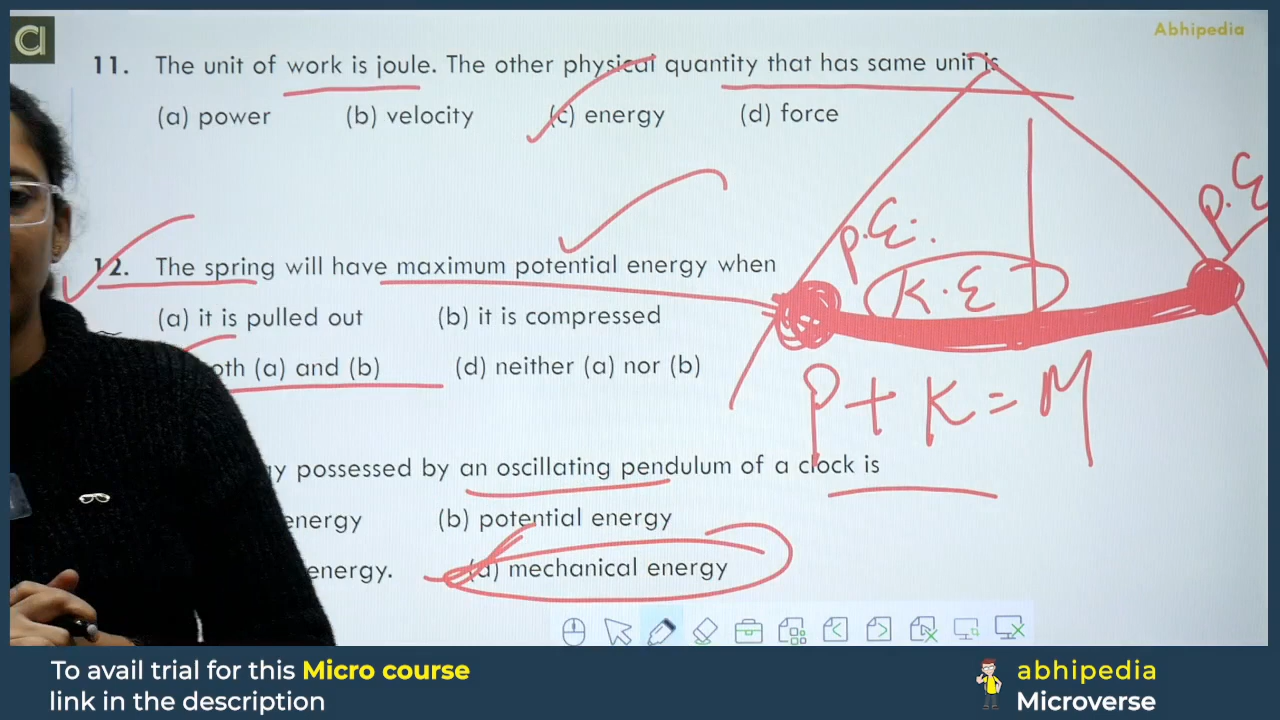 a
Abhipedia
11. The unit of work is joule. The other physical quantity that has same unit is
(a) power (b) velocity (c) energy (d) force
12. The spring will have maximum potential energy when
(a) it is pulled out (b) it is compressed
oth (a) and (b) (d) neither (a) nor (b)
P.E.
P.E
K.E
P + K = M
y possessed by an oscillating pendulum of a clock is
energy (b) potential energy
energy. (d) mechanical energy
To avail trial for this Micro course
link in the description
abhipedia
Microverse